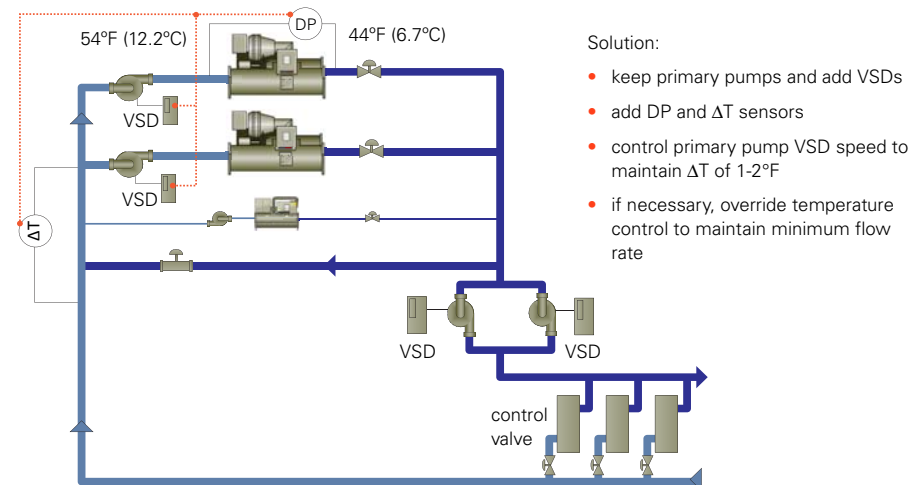 DP
54ºF (12.2ºC)
44ºF (6.7ºC)
VSD
VSD
ΔT
VSD
VSD
control
valve
Solution:
• keep primary pumps and add VSDs
• add DP and ΔT sensors
• control primary pump VSD speed to
maintain ΔT of 1-2°F
• if necessary, override temperature
control to maintain minimum flow
rate